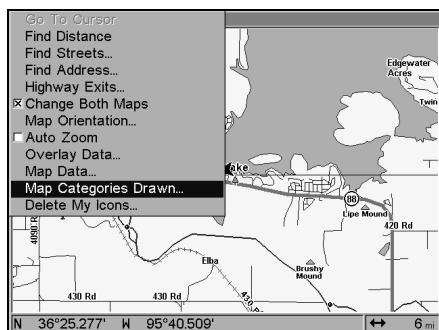 Go To Cursor
Find Distance
Find Streets...
Find Address...
Highway Exits...
Change Both Maps
Map Orientation...
Auto Zoom
Overlay Data...
Map Data...
Map Categories Drawn...
Delete My Icons...
Edgewater
Acres
Twin
ake
88
Lipe Mound
420 Rd
4090 R
Elba
Brushy
Mound
430 Rd
430 Rd
430
N 36°25.277' W 95°40.509'
↔ 6 mi